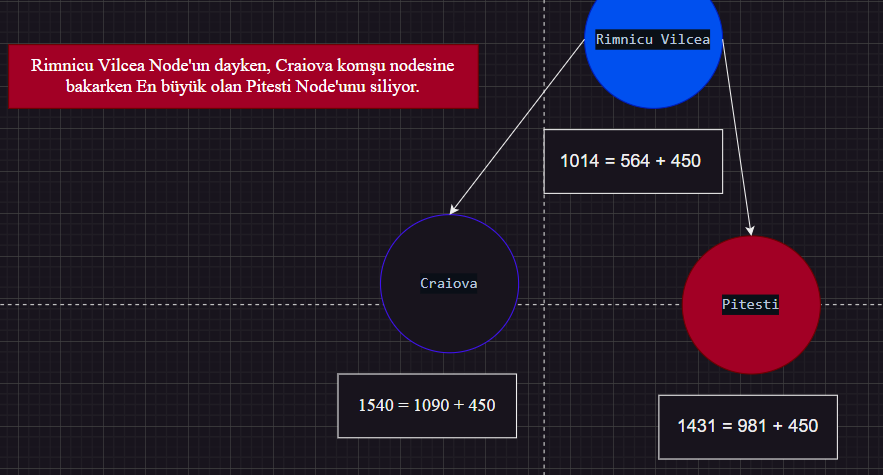 Rimnicu Vilcea
Rimnicu Vilcea Node'un dayken, Craiova komşu nodesine
bakarken En büyük olan Pitesti Node'unu siliyor.
1014 = 564 + 450
Craiova
Pitesti
1540 = 1090 + 450
1431 = 981 + 450